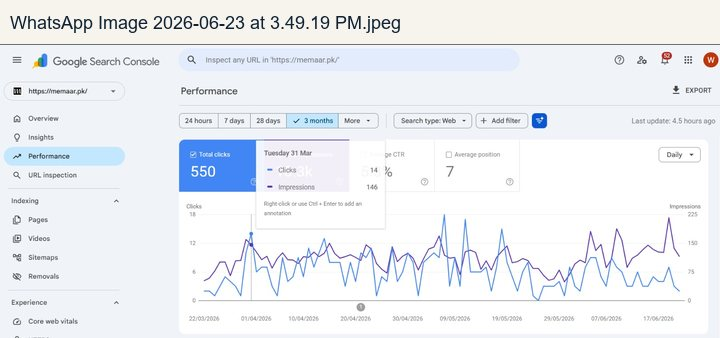 WhatsApp Image 2026-06-23 at 3.49.19 PM.jpeg
Google Search Console
Inspect any URL in 'https://memaar.pk/'
52
W
https://memaar.pk/
Performance
EXPORT
24 hours
7 days
28 days
3 months
More
Search type: Web
Add filter
Last update: 4.5 hours ago
Overview
Insights
Performance
URL inspection
Indexing
Pages
Videos
Sitemaps
Removals
Experience
Core web vitals
Total clicks
550
CTR
Average position
7
Daily
Tuesday 31 Mar
Clicks 14
Impressions 146
Right click or use Ctrl + Enter to add an
annotation
Clicks
Impressions
18
12
6
0
225
150
75
0
1
22/03/2026
01/04/2026
10/04/2026
20/04/2026
30/04/2026
09/05/2026
19/05/2026
29/05/2026
07/06/2026
17/06/2026